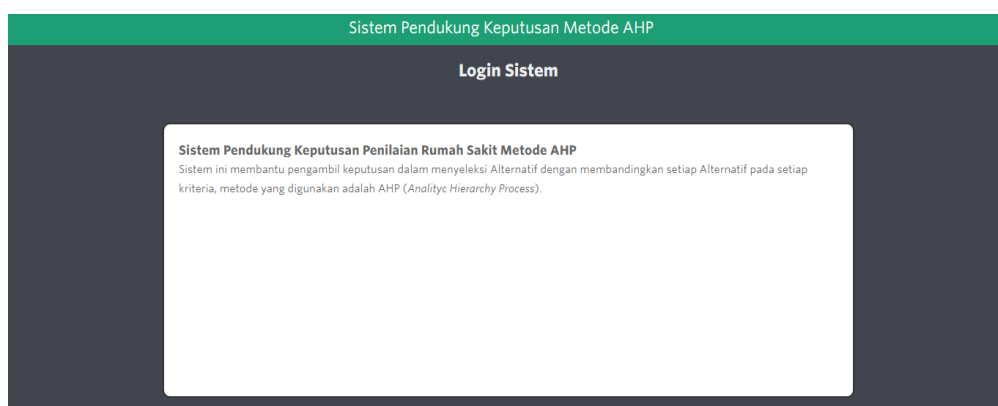 Sistem Pendukung Keputusan Metode AHP
Login Sistem
Sistem Pendukung Keputusan Penilaian Rumah Sakit Metode AHP
Sistem ini membantu pengambil keputusan dalam menyeleksi Alternatif dengan membandingkan setiap Alternatif pada setiap
kriteria, metode yang digunakan adalah AHP (Analityc Hierarchy Process).